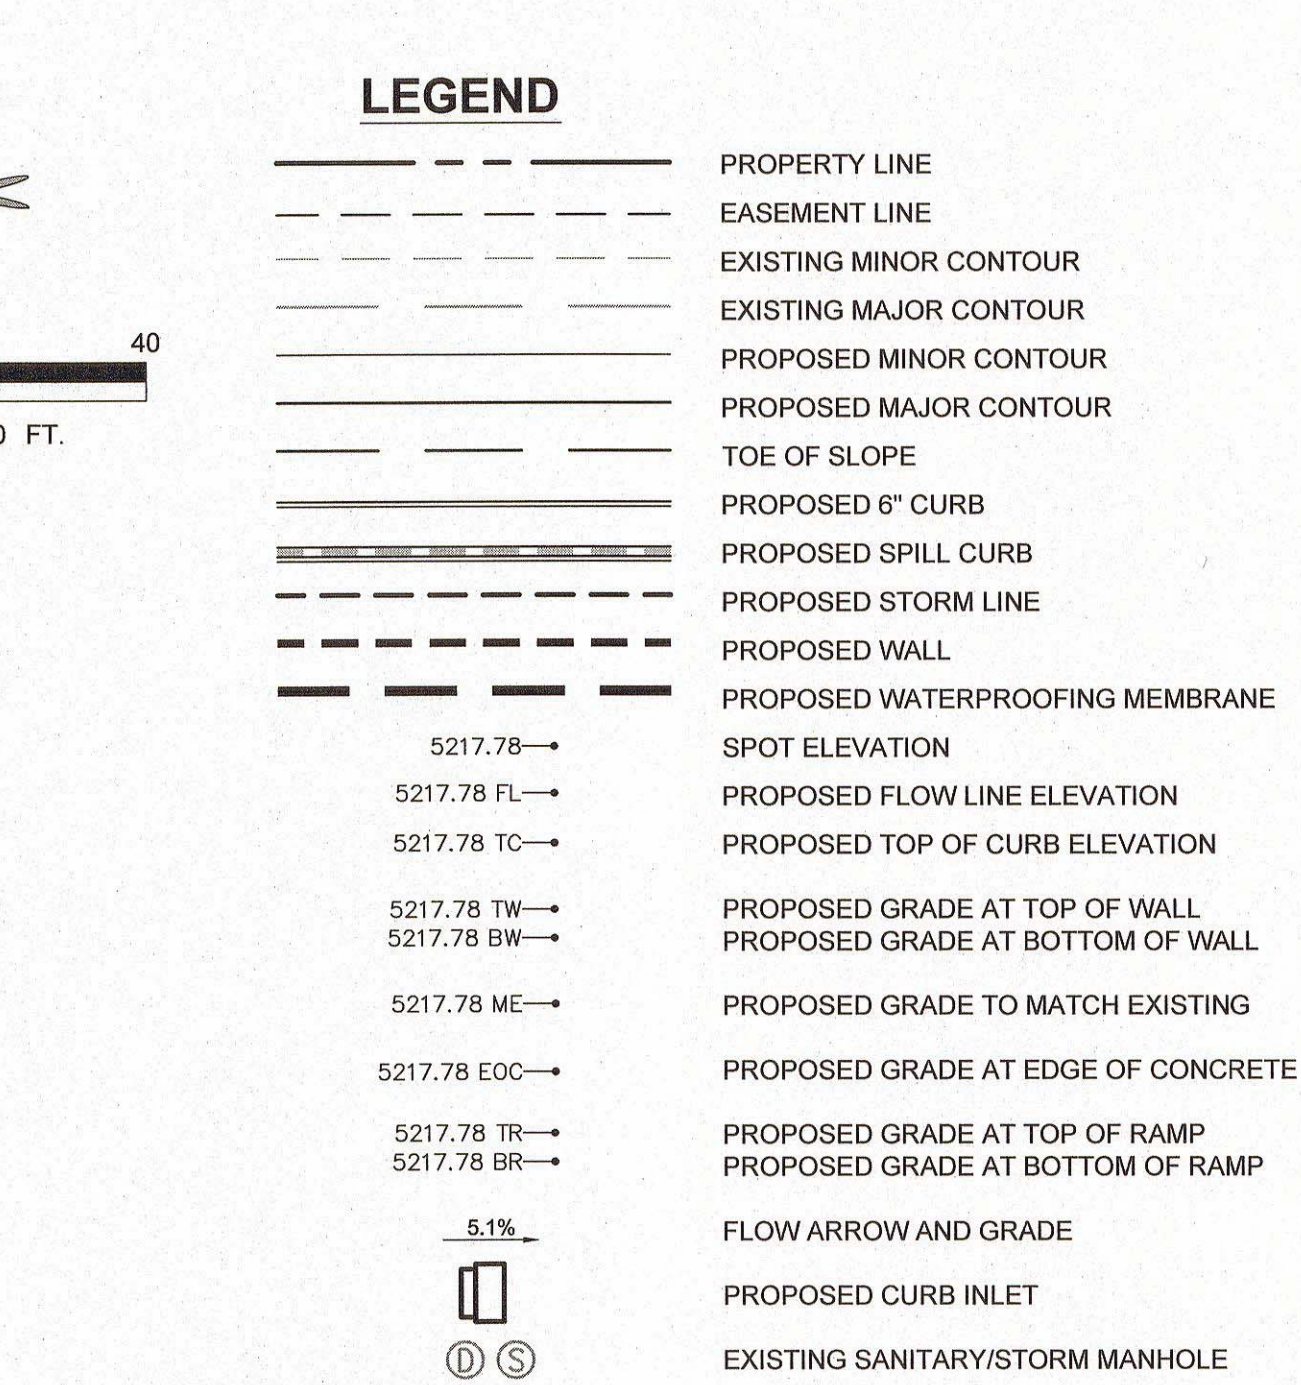 LEGEND
PROPERTY LINE
EASEMENT LINE
EXISTING MINOR CONTOUR
EXISTING MAJOR CONTOUR
40
PROPOSED MINOR CONTOUR
PROPOSED MAJOR CONTOUR
FT.
TOE OF SLOPE
PROPOSED 6" CURB
PROPOSED SPILL CURB
PROPOSED STORM LINE
PROPOSED WALL
PROPOSED WATERPROOFING MEMBRANE
5217.78 SPOT ELEVATION
5217.78 FL PROPOSED FLOW LINE ELEVATION
5217.78 TC PROPOSED TOP OF CURB ELEVATION
5217.78 TW PROPOSED GRADE AT TOP OF WALL
5217.78 BW PROPOSED GRADE AT BOTTOM OF WALL
5217.78 ME PROPOSED GRADE TO MATCH EXISTING
5217.78 EOC PROPOSED GRADE AT EDGE OF CONCRETE
5217.78 TR PROPOSED GRADE AT TOP OF RAMP
5217.78 BR PROPOSED GRADE AT BOTTOM OF RAMP
5.1% FLOW ARROW AND GRADE
PROPOSED CURB INLET
D S EXISTING SANITARY/STORM MANHOLE